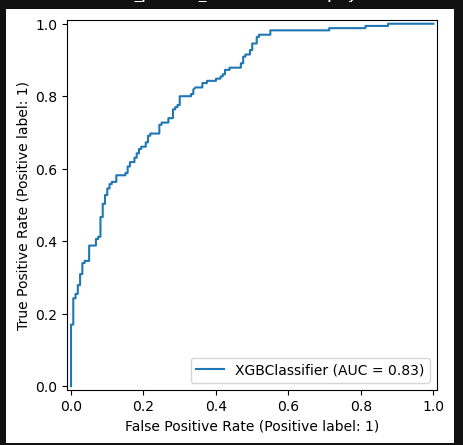 1.0
0.8
0.6
0.4
0.2
0.0
True Positive Rate (Positive label: 1)
XGBClassifier (AUC = 0.83)
0.0 0.2 0.4 0.6 0.8 1.0
False Positive Rate (Positive label: 1)